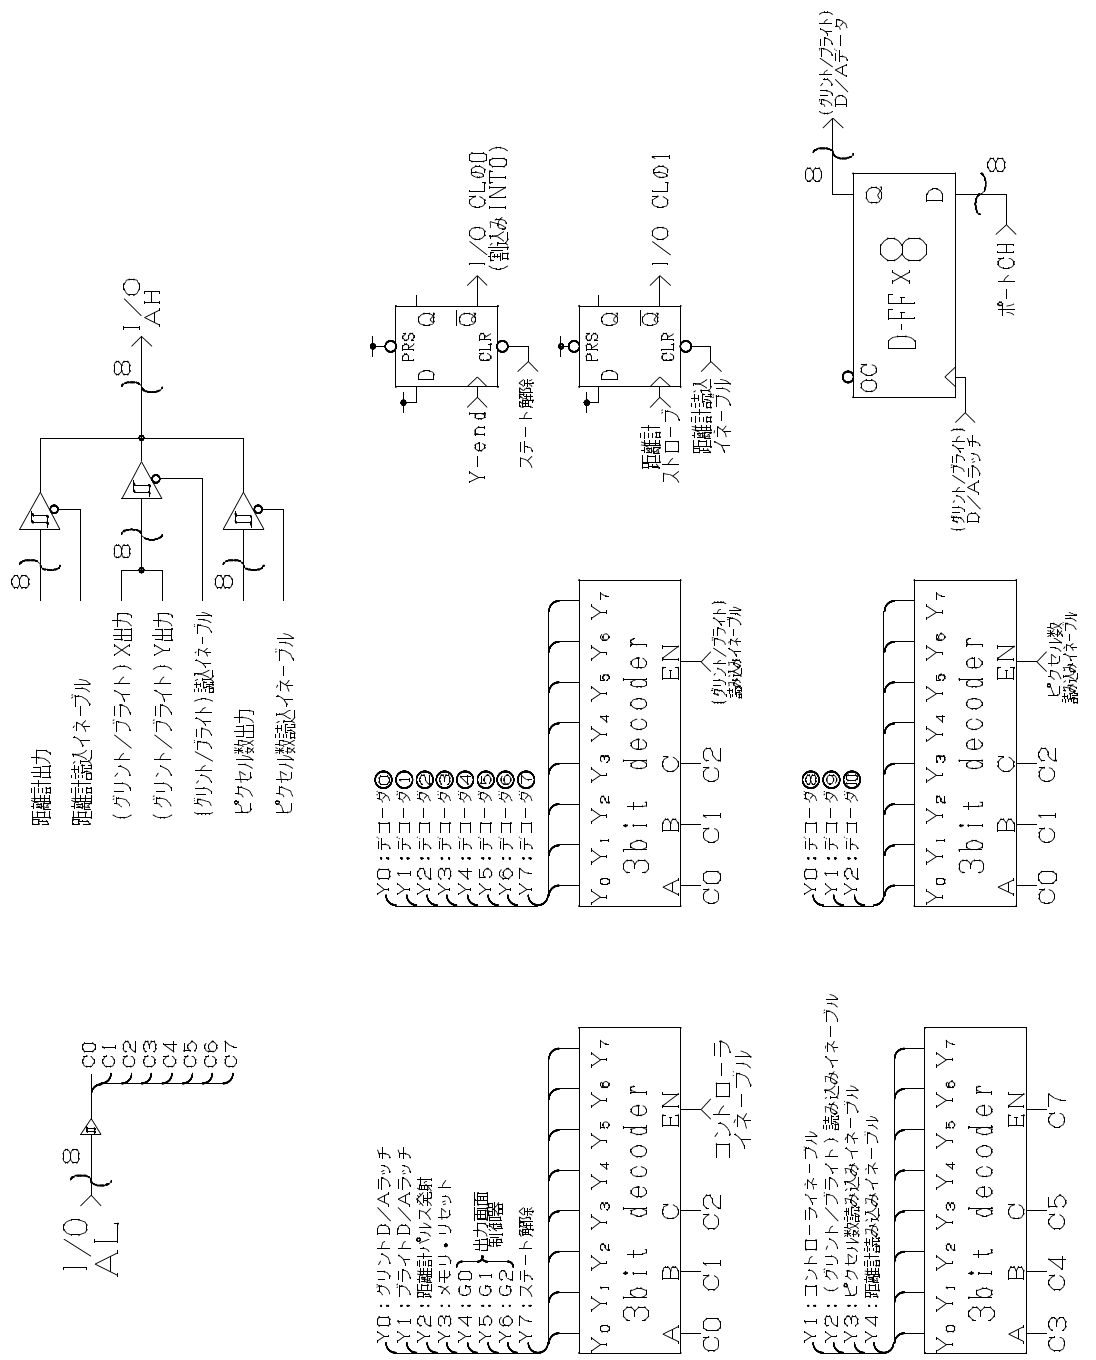 I/O
AL
8
C0
C1
C2
C3
C4
C5
C6
C7
距離計出力
距離計読込イネーブル
(グリント/ブライト)X出力
(グリント/ブライト)Y出力
(グリント/ブライト)読込イネーブル
ピクセル数出力
ピクセル数読込イネーブル
8
8
8
8
I/O
AH
Y0:グリントD/Aラッチ
Y1:ブライトD/Aラッチ
Y2:距離計パルス発射
Y3:メモリ・リセット
Y4:G0
Y5:G1
Y6:G2
出力画面
制御器
Y7:ステート解除
Y0 Y1 Y2 Y3 Y4 Y5 Y6 Y7
3bit decoder
A B C EN
C0 C1 C2
コントローラ
イネーブル
Y0:デコーダ⓪
Y1:デコーダ①
Y2:デコーダ②
Y3:デコーダ③
Y4:デコーダ④
Y5:デコーダ⑤
Y6:デコーダ⑥
Y7:デコーダ⑦
Y0 Y1 Y2 Y3 Y4 Y5 Y6 Y7
3bit decoder
A B C EN
C0 C1 C2
(グリント/ブライト)
読み込みイネーブル
PRS
D Q
Q
CLR
Y-end
ステート解除
I/O CLの0
(割込みINT0)
PRS
D Q
Q
CLR
距離計
ストローブ
距離計読込
イネーブル
I/O CLの1
Y1:コントローライネーブル
Y2:(グリント/ブライト)読み込みイネーブル
Y3:ピクセル数読み込みイネーブル
Y4:距離計読み込みイネーブル
Y0 Y1 Y2 Y3 Y4 Y5 Y6 Y7
3bit decoder
A B C EN
C3 C4 C5 C7
Y0:デコーダ⑧
Y1:デコーダ⑨
Y2:デコーダ⑩
Y0 Y1 Y2 Y3 Y4 Y5 Y6 Y7
3bit decoder
A B C EN
C0 C1 C2
ピクセル数
読み込みイネーブル
(グリント/ブライト)
D/Aデータ
8
Q
D
D-FF×8
OC
8
ポートCH
(グリント/ブライト)
D/Aラッチ